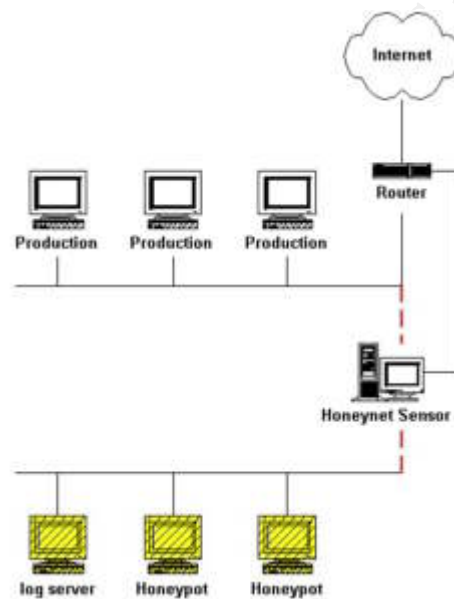 Internet
Router
Production Production Production
Honeynet Sensor
log server Honeypot Honeypot